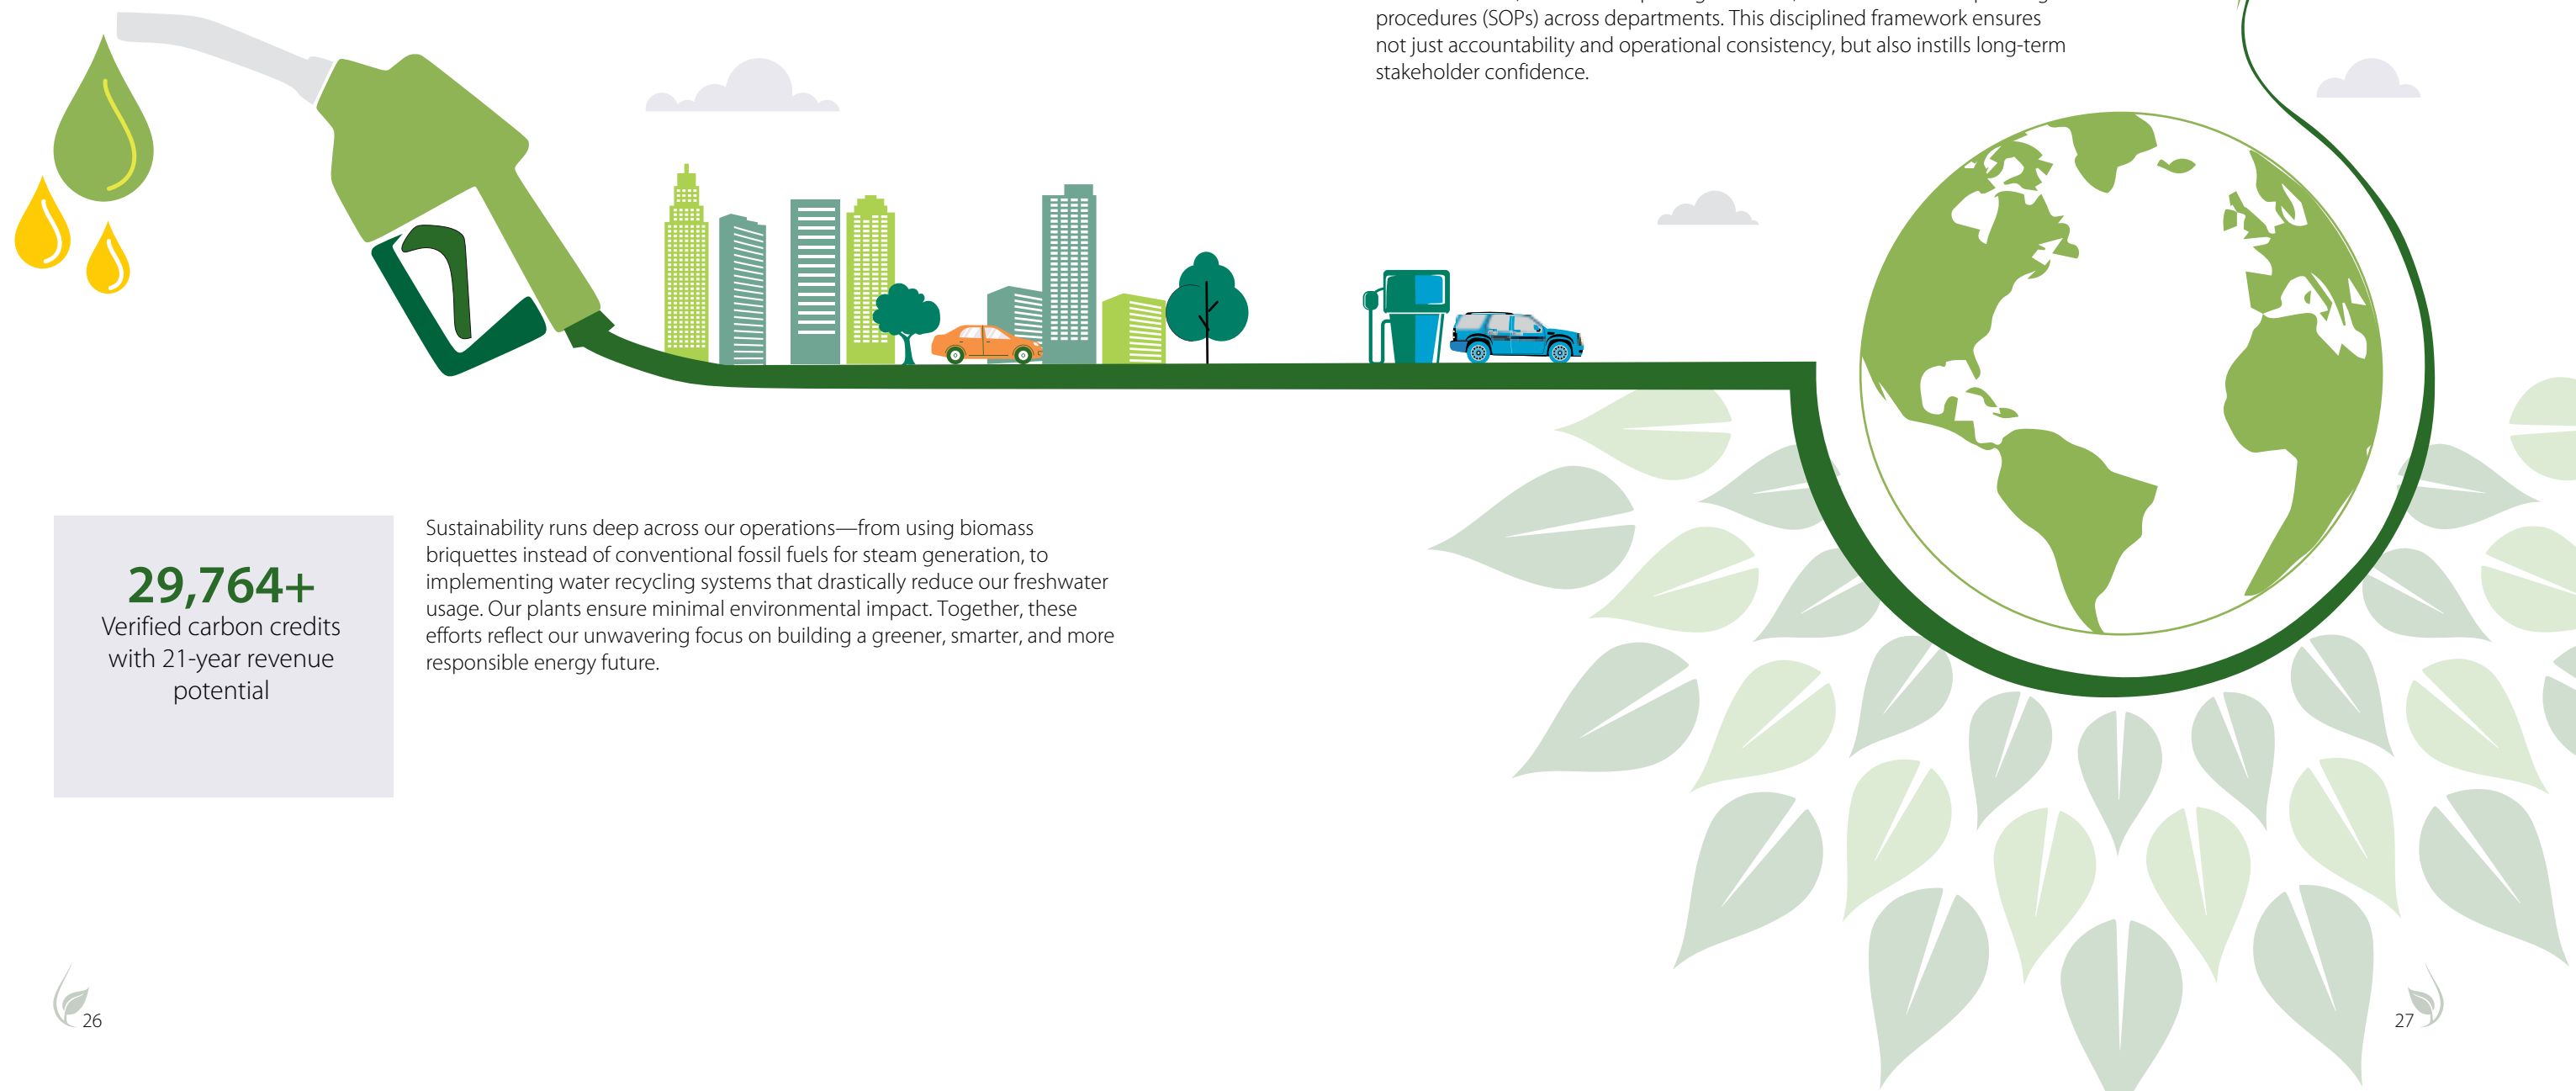 procedures (SOPs) across departments. This disciplined framework ensures
not just accountability and operational consistency, but also instills long-term
stakeholder confidence.
29,764+
Verified carbon credits
with 21-year revenue
potential
Sustainability runs deep across our operations—from using biomass
briquettes instead of conventional fossil fuels for steam generation, to
implementing water recycling systems that drastically reduce our freshwater
usage. Our plants ensure minimal environmental impact. Together, these
efforts reflect our unwavering focus on building a greener, smarter, and more
responsible energy future.
26
27